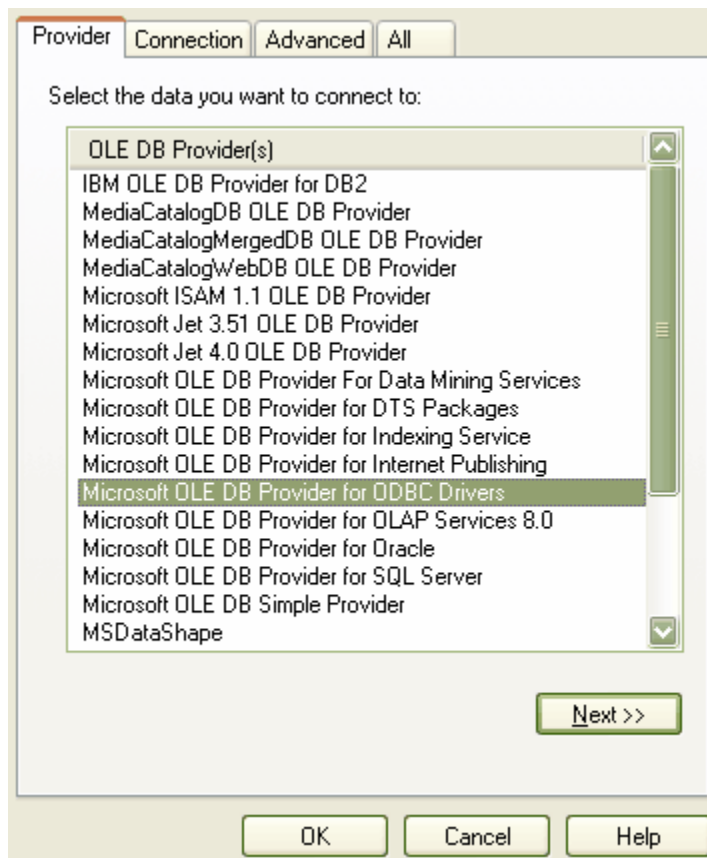 Provider Connection Advanced All
Select the data you want to connect to:
OLE DB Provider(s)
IBM OLE DB Provider for DB2
MediaCatalogDB OLE DB Provider
MediaCatalogMergedDB OLE DB Provider
MediaCatalogWebDB OLE DB Provider
Microsoft ISAM 1.1 OLE DB Provider
Microsoft Jet 3.51 OLE DB Provider
Microsoft Jet 4.0 OLE DB Provider
Microsoft OLE DB Provider For Data Mining Services
Microsoft OLE DB Provider for DTS Packages
Microsoft OLE DB Provider for Indexing Service
Microsoft OLE DB Provider for Internet Publishing
Microsoft OLE DB Provider for ODBC Drivers
Microsoft OLE DB Provider for OLAP Services 8.0
Microsoft OLE DB Provider for Oracle
Microsoft OLE DB Provider for SQL Server
Microsoft OLE DB Simple Provider
MSDataShape
Next >>
OK Cancel Help